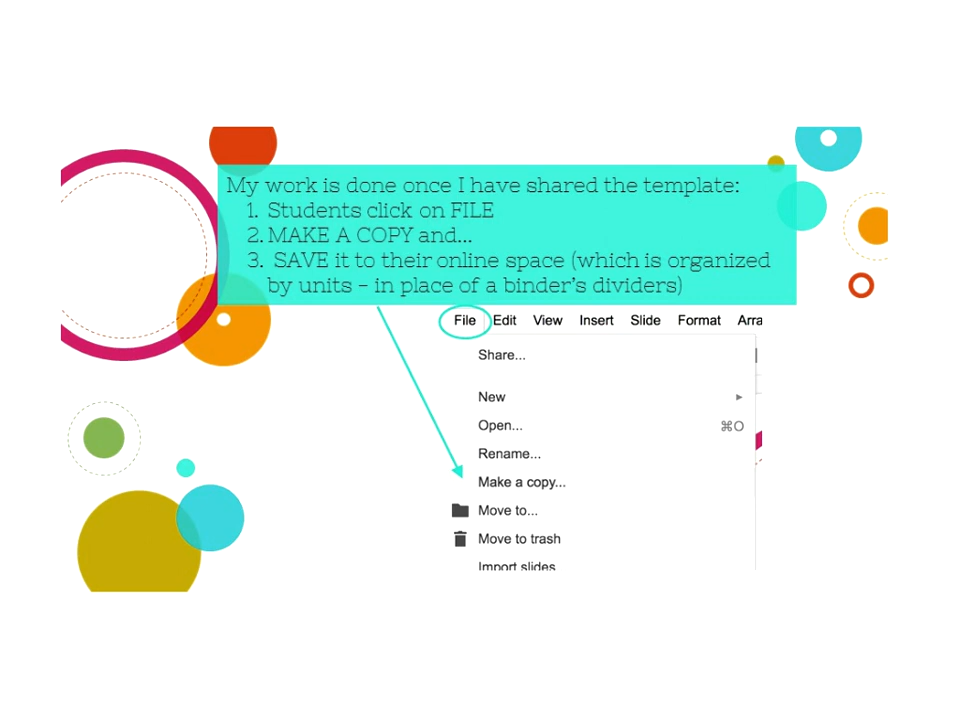 My work is done once I have shared the template:
1. Students click on FILE
2. MAKE A COPY and...
3. SAVE it to their online space (which is organized
by units – in place of a binder's dividers)
File Edit View Insert Slide Format Arra
Share...
New ►
Open... ⌘O
Rename...
Make a copy...
Move to...
Move to trash
Import slides